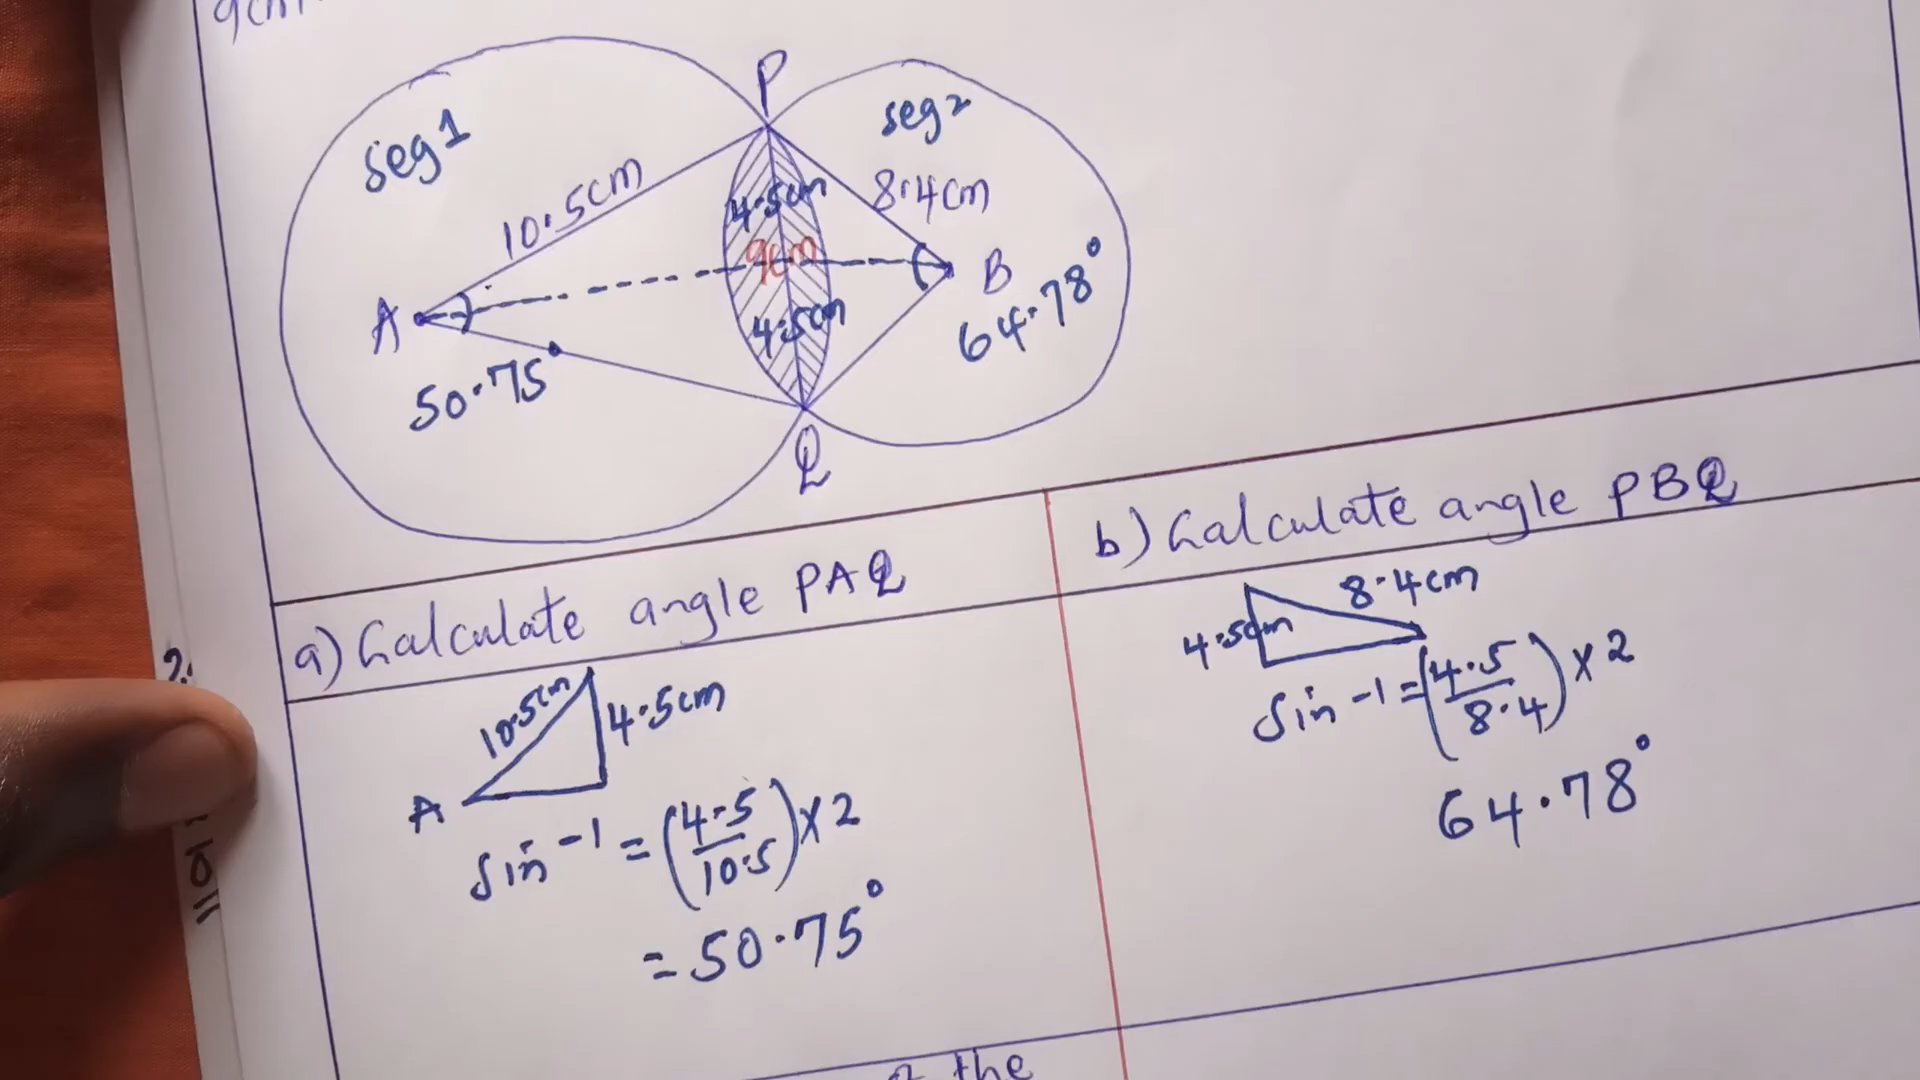 9cm.
P
seg 1
seg 2
10.5cm
8.4cm
4.5cm
9cm
4.5cm
A
B
50.75°
64.78°
Q
a) Calculate angle PAQ
b) Calculate angle PBQ
10.5cm
4.5cm
A
sin -1 = (4.5/10.5) x 2
= 50.75°
8.4cm
4.5cm
sin -1 = (4.5/8.4) x 2
64.78°
the